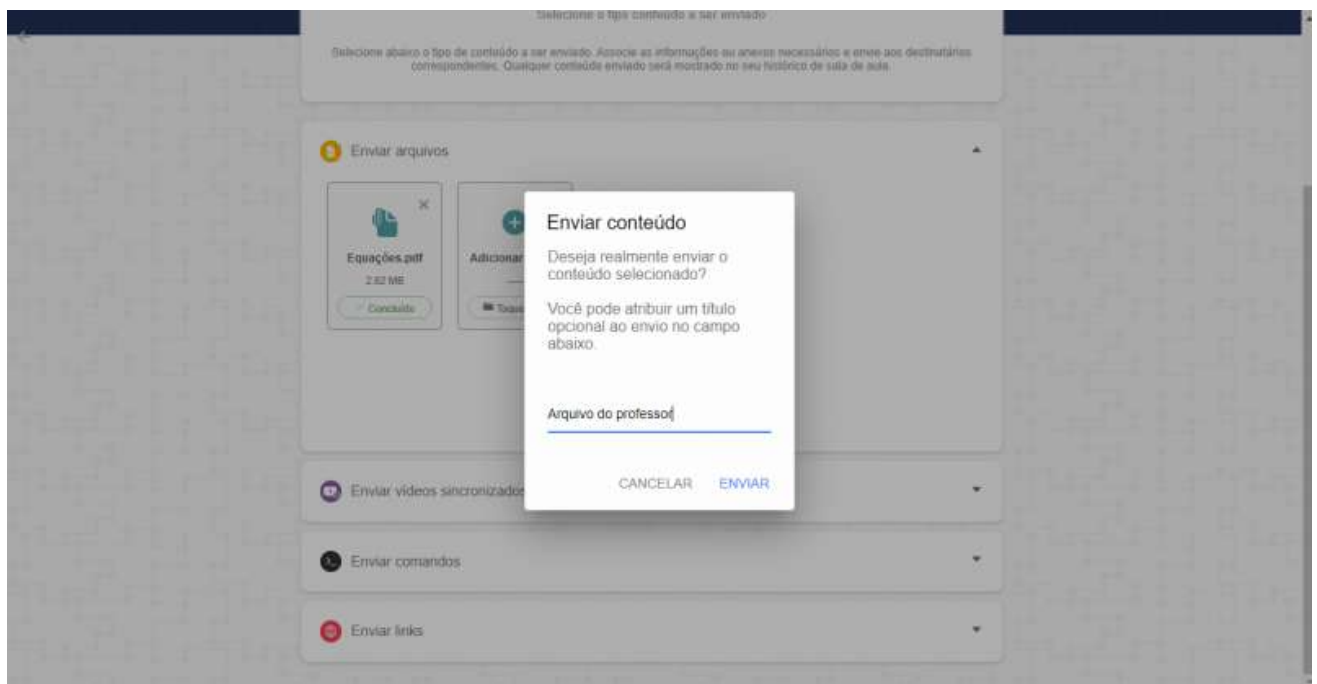 Selecione o tipo conteúdo a ser enviado
Selecione abaixo o tipo de conteúdo a ser enviado. Associe as informações ou anexos necessários e envie aos destinatários
correspondentes. Qualquer conteúdo enviado será mostrado no seu histórico de sala de aula.
Enviar arquivos
Equações.pdf
2.62 MB
Concluído
Adicionar
Toque
Enviar conteúdo
Deseja realmente enviar o
conteúdo selecionado?
Você pode atribuir um título
opcional ao envio no campo
abaixo.
Arquivo do professor
CANCELAR ENVIAR
Enviar vídeos sincronizados
Enviar comandos
Enviar links